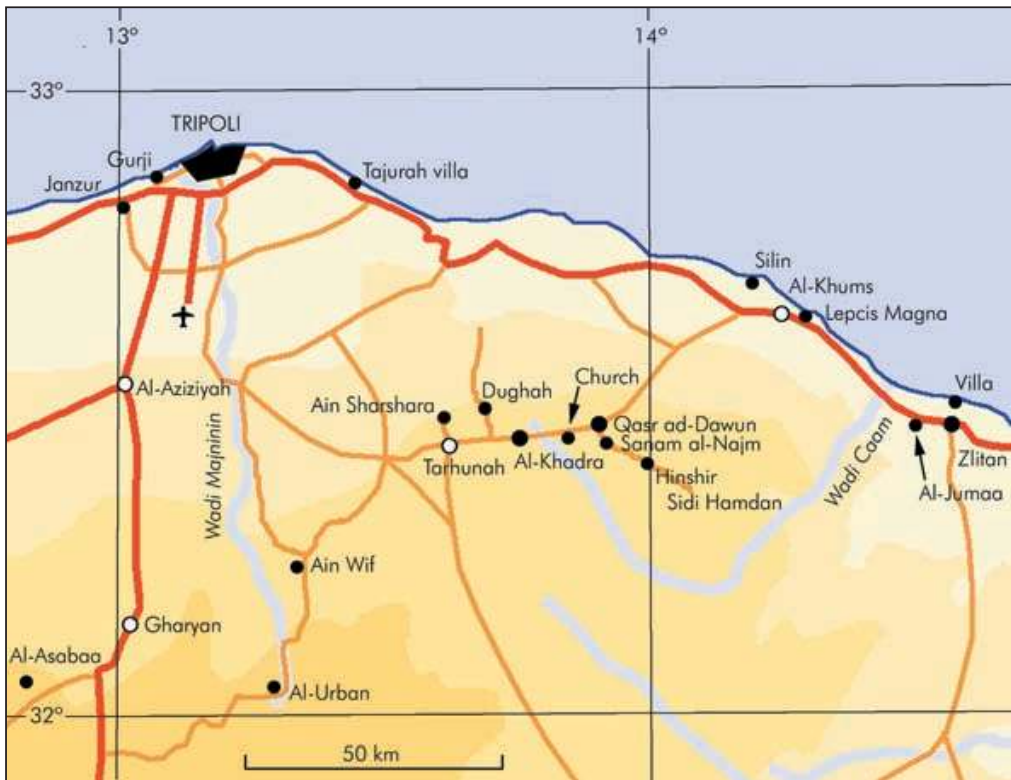 13°
14°
33°
TRIPOLI
Gurji
Janzur
Tajurah villa
Silin
Al-Khums
Lepcis Magna
Al-Aziziyah
Church
Villa
Dughah
Ain Sharshara
Qasr ad-Dawun
Sanam al-Najm
Tarhunah
Al-Khadra
Hinshir
Sidi Hamdan
Wadi Majninin
Wadi Caam
Zlitan
Al-Jumaa
Ain Wif
Gharyan
Al-Asabaa
Al-Urban
32°
50 km